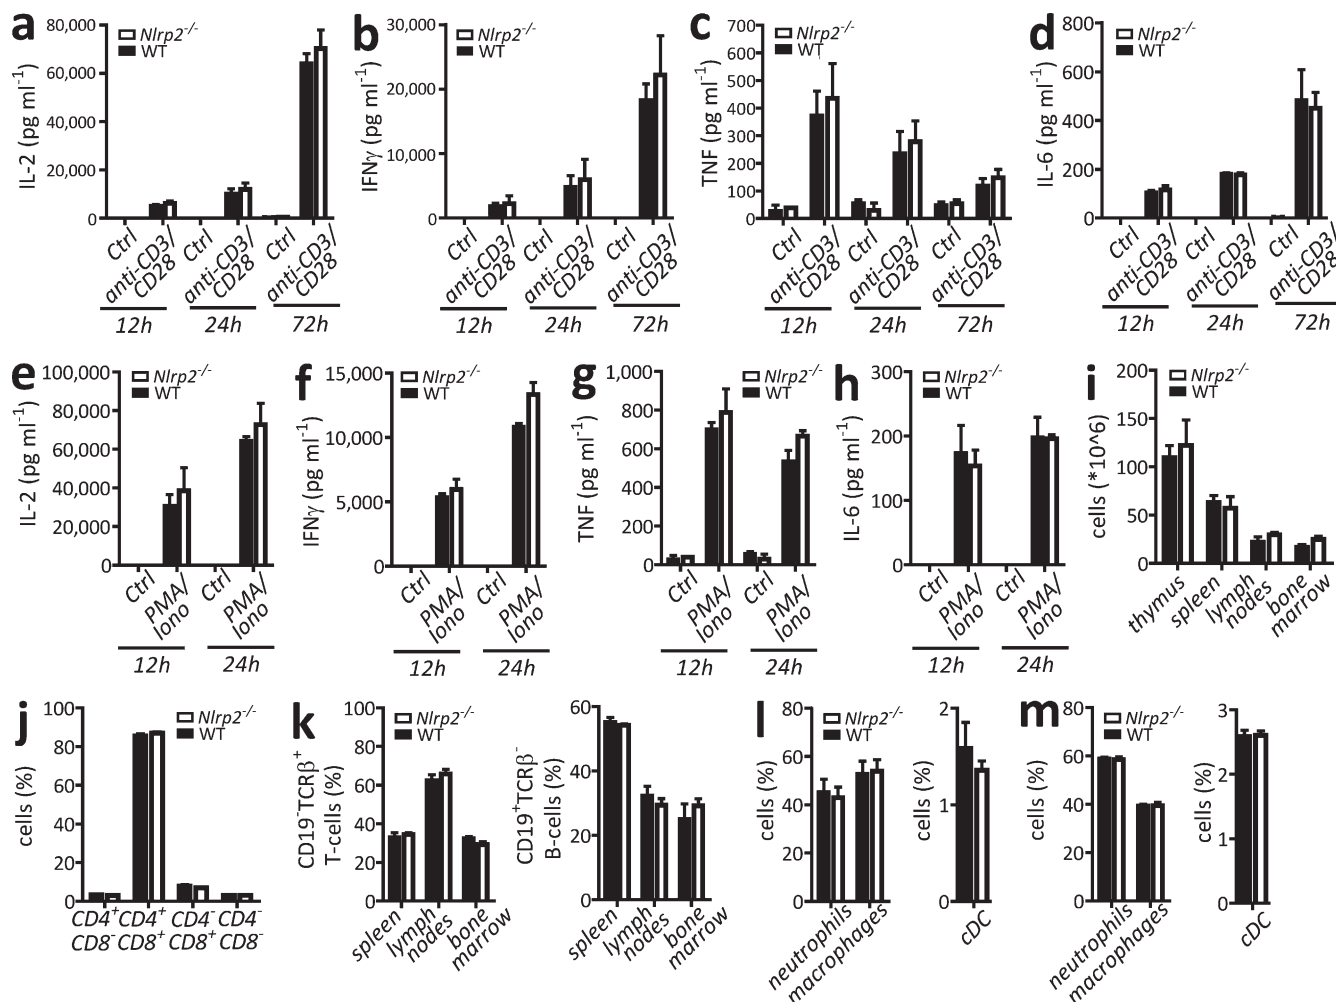 a
Nlrp2-/-
WT
IL-2 (pg ml-1)
80,000
60,000
40,000
20,000
0
Ctrl
anti-CD3/
CD28
Ctrl
anti-CD3/
CD28
Ctrl
anti-CD3/
CD28
12h
24h
72h
b
Nlrp2-/-
WT
IFNγ (pg ml-1)
30,000
20,000
10,000
0
Ctrl
anti-CD3/
CD28
Ctrl
anti-CD3/
CD28
Ctrl
anti-CD3/
CD28
12h
24h
72h
c
Nlrp2-/-
WT
TNF (pg ml-1)
700
600
500
400
300
200
100
0
Ctrl
anti-CD3/
CD28
Ctrl
anti-CD3/
CD28
Ctrl
anti-CD3/
CD28
12h
24h
72h
d
Nlrp2-/-
WT
IL-6 (pg ml-1)
800
600
400
200
0
Ctrl
anti-CD3/
CD28
Ctrl
anti-CD3/
CD28
Ctrl
anti-CD3/
CD28
12h
24h
72h
e
Nlrp2-/-
WT
IL-2 (pg ml-1)
100,000
80,000
60,000
40,000
20,000
0
Ctrl
PMA/
Iono
Ctrl
PMA/
Iono
12h
24h
f
Nlrp2-/-
WT
IFNγ (pg ml-1)
15,000
10,000
5,000
0
Ctrl
PMA/
Iono
Ctrl
PMA/
Iono
12h
24h
g
Nlrp2-/-
WT
TNF (pg ml-1)
1,000
800
600
400
200
0
Ctrl
PMA/
Iono
Ctrl
PMA/
Iono
12h
24h
h
Nlrp2-/-
WT
IL-6 (pg ml-1)
300
200
100
0
Ctrl
PMA/
Iono
Ctrl
PMA/
Iono
12h
24h
i
Nlrp2-/-
WT
cells (*10^6)
200
150
100
50
0
thymus
spleen
lymph
nodes
bone
marrow
j
Nlrp2-/-
WT
cells (%)
100
80
60
40
20
0
CD4+ CD4+ CD4- CD4-
CD8- CD8+ CD8+ CD8-
k
Nlrp2-/-
WT
CD19-TCRβ+
T-cells (%)
100
80
60
40
20
0
spleen
lymph
nodes
bone
marrow
CD19+TCRβ-
B-cells (%)
60
40
20
0
spleen
lymph
nodes
bone
marrow
l
Nlrp2-/-
WT
cells (%)
80
60
40
20
0
neutrophils
macrophages
cells (%)
2
1
0
cDC
m
Nlrp2-/-
WT
cells (%)
80
60
40
20
0
neutrophils
macrophages
cells (%)
3
2
1
0
cDC